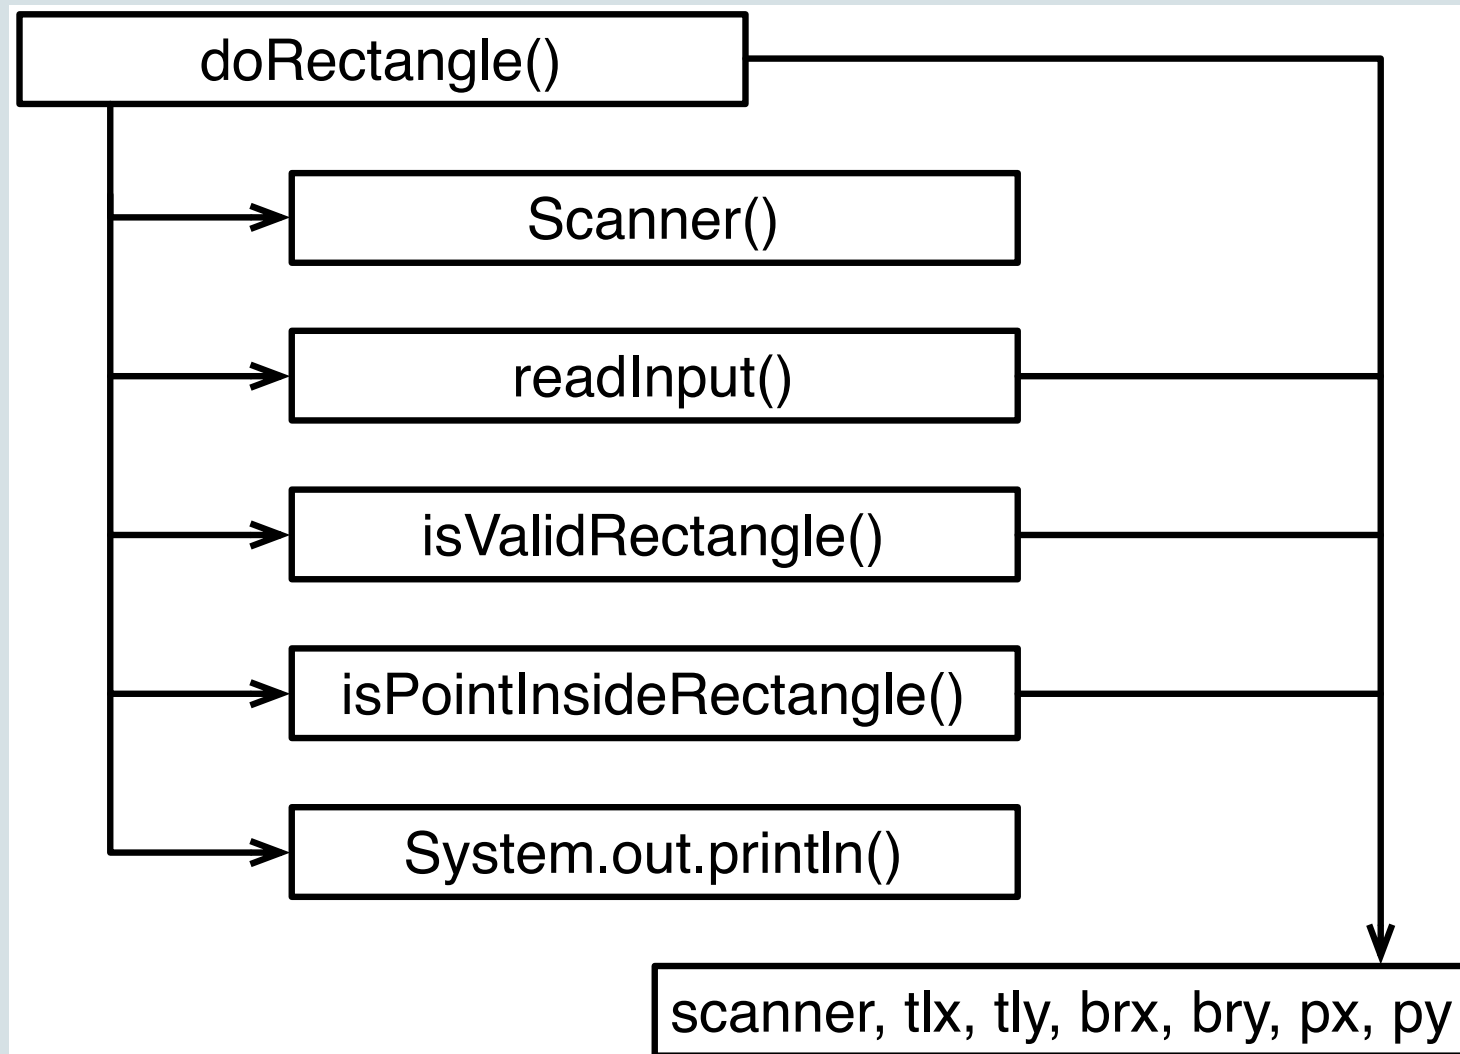 doRectangle()
Scanner()
readInput()
isValidRectangle()
isPointInsideRectangle()
System.out.println()
scanner, tlx, tly, brx, bry, px, py